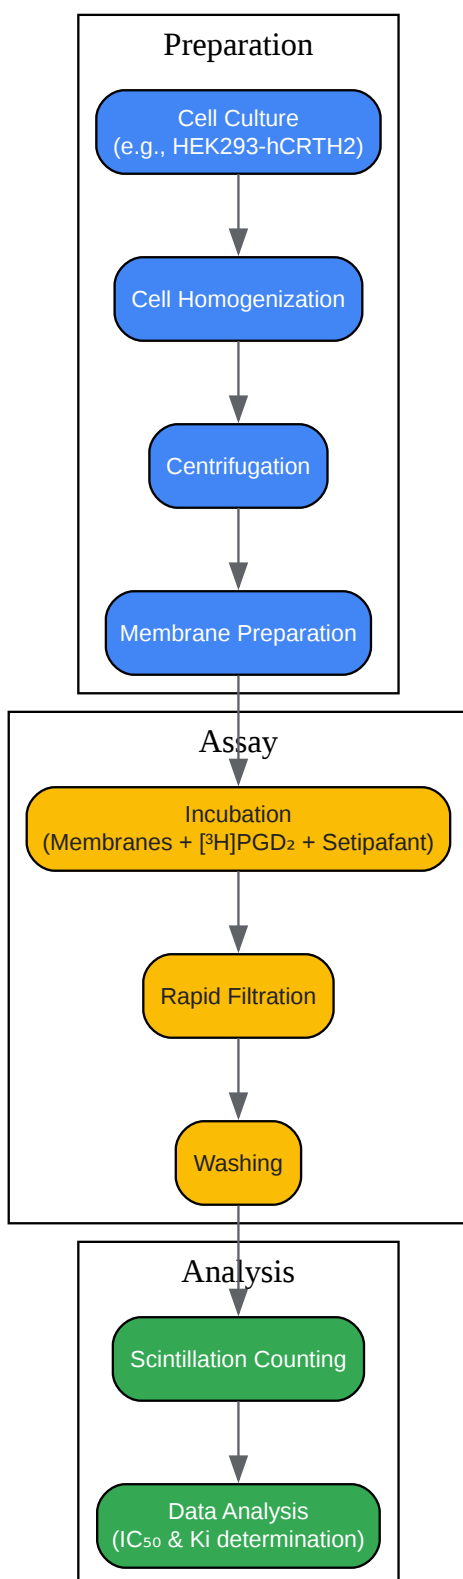 Preparation
Cell Culture
(e.g., HEK293-hCRTH2)
Cell Homogenization
Centrifugation
Membrane Preparation
Assay
Incubation
(Membranes + [³H]PGD₂ + Setipafant)
Rapid Filtration
Washing
Analysis
Scintillation Counting
Data Analysis
(IC₅₀ & Ki determination)